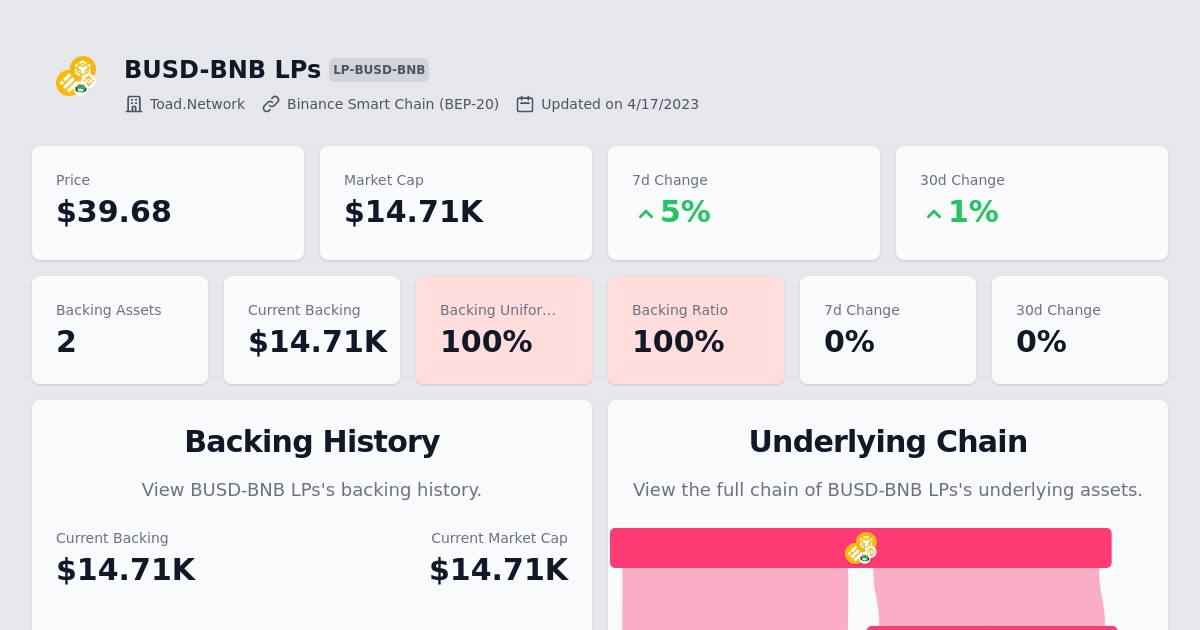 BUSD-BNB LPs LP-BUSD-BNB
Toad.Network Binance Smart Chain (BEP-20) Updated on 4/17/2023
Price
$39.68
Market Cap
$14.71K
7d Change
5%
30d Change
1%
Backing Assets
2
Current Backing
$14.71K
Backing Unifor...
100%
Backing Ratio
100%
7d Change
0%
30d Change
0%
Backing History
View BUSD-BNB LPs's backing history.
Current Backing
$14.71K
Current Market Cap
$14.71K
Underlying Chain
View the full chain of BUSD-BNB LPs's underlying assets.